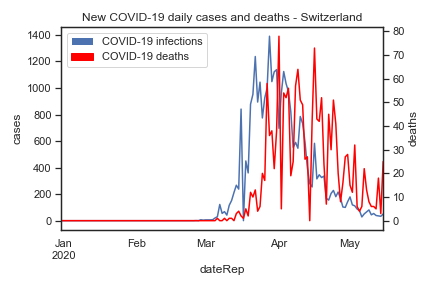 New COVID-19 daily cases and deaths - Switzerland
COVID-19 infections
COVID-19 deaths
cases
1400
1200
1000
800
600
400
200
0
deaths
80
70
60
50
40
30
20
10
0
Jan Feb Mar Apr May
2020
dateRep